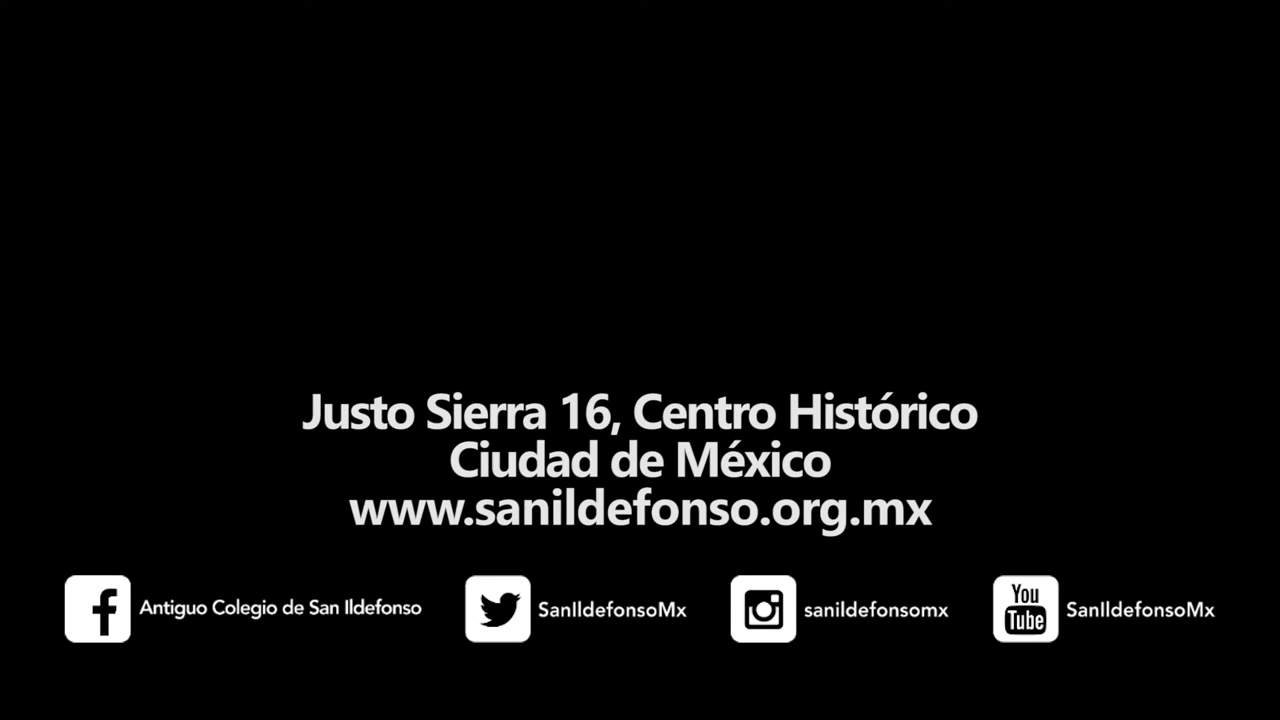 Justo Sierra 16, Centro Histórico
Ciudad de México
www.sanildefonso.org.mx
f Antiguo Colegio de San Ildefonso SanIldefonsoMx sanildefonsomx You Tube SanIldefonsoMx